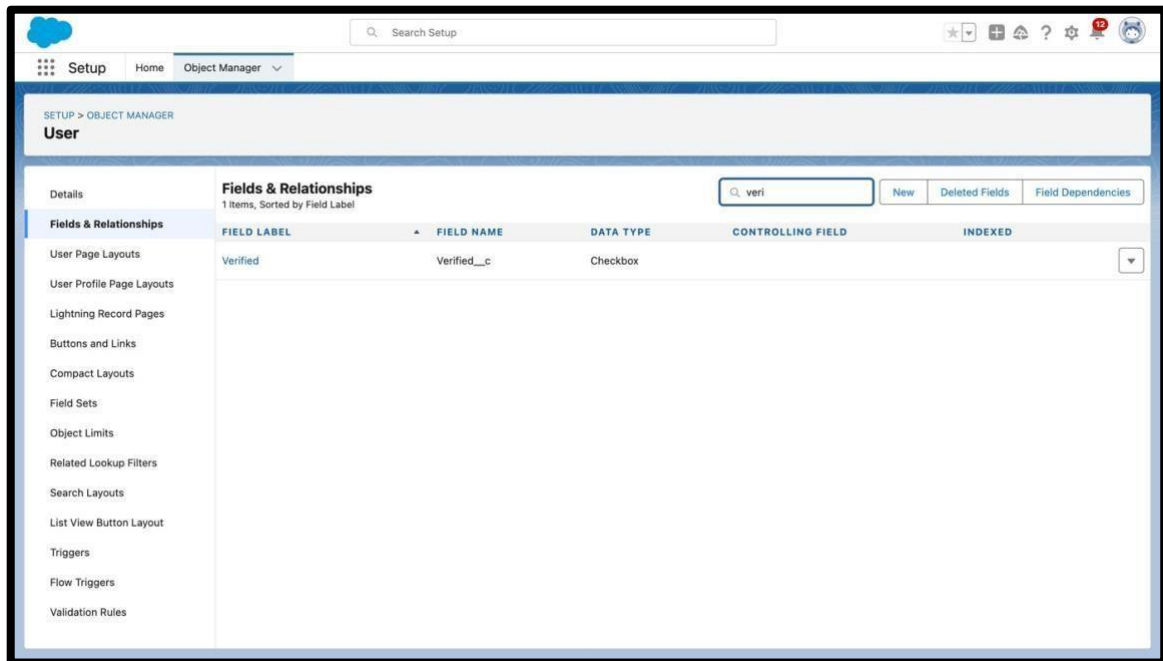 Search Setup
12
Setup Home Object Manager
SETUP > OBJECT MANAGER
User
Details
Fields & Relationships
User Page Layouts
User Profile Page Layouts
Lightning Record Pages
Buttons and Links
Compact Layouts
Field Sets
Object Limits
Related Lookup Filters
Search Layouts
List View Button Layout
Triggers
Flow Triggers
Validation Rules
Fields & Relationships
1 Items, Sorted by Field Label
veri New Deleted Fields Field Dependencies
FIELD LABEL FIELD NAME DATA TYPE CONTROLLING FIELD INDEXED
Verified Verified__c Checkbox